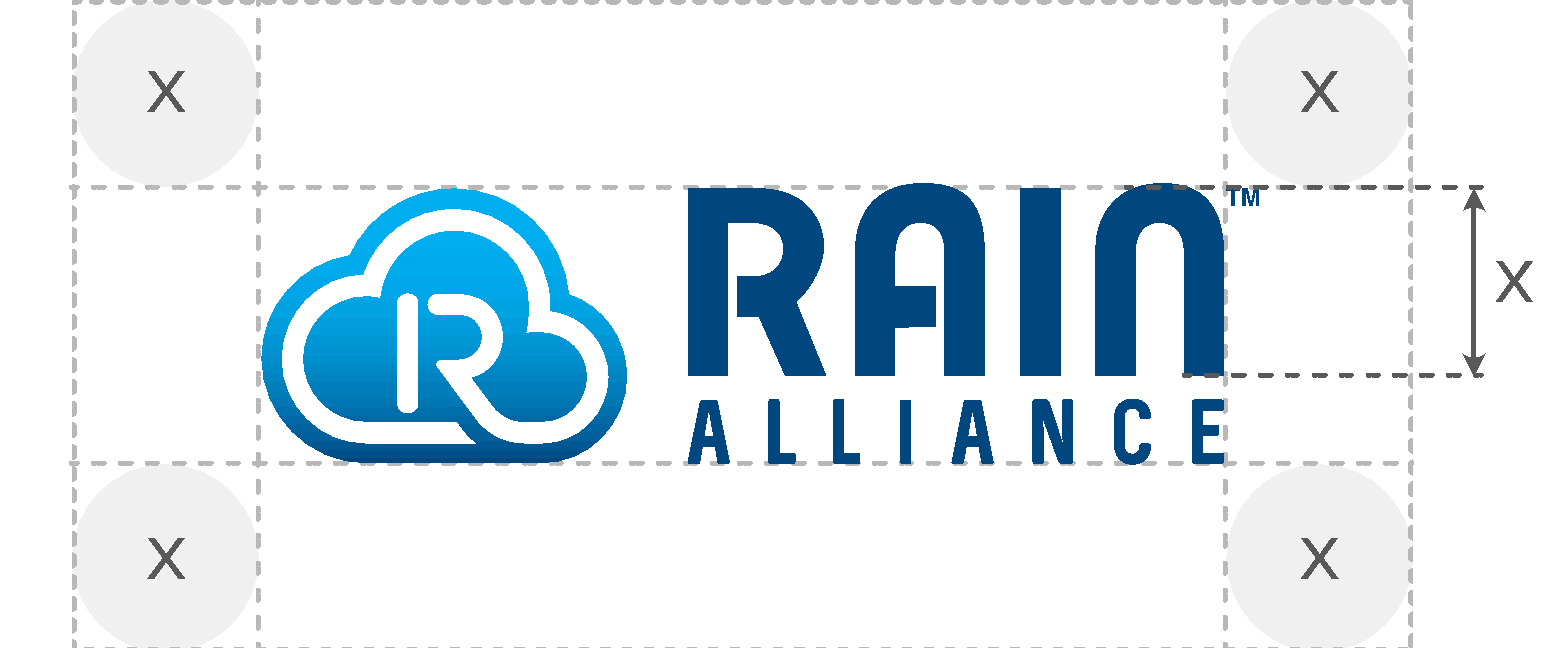 X X
R RAIN™
X
ALLIANCE
X X